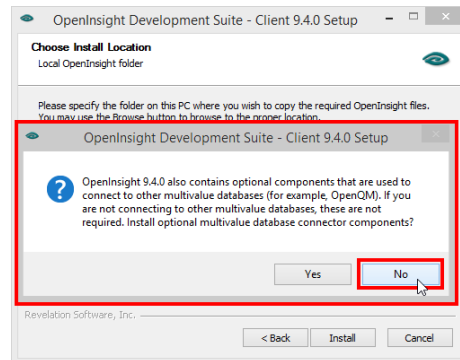 OpenInsight Development Suite - Client 9.4.0 Setup
Choose Install Location
Local OpenInsight folder
Please specify the folder on this PC where you wish to copy the required OpenInsight files.
You may use the Browse button to browse to the proper location.
OpenInsight Development Suite - Client 9.4.0 Setup
OpenInsight 9.4.0 also contains optional components that are used to
connect to other multivalue databases (for example, OpenQM). If you
are not connecting to other multivalue databases, these are not
required. Install optional multivalue database connector components?
Yes No
Revelation Software, Inc.
< Back Install Cancel